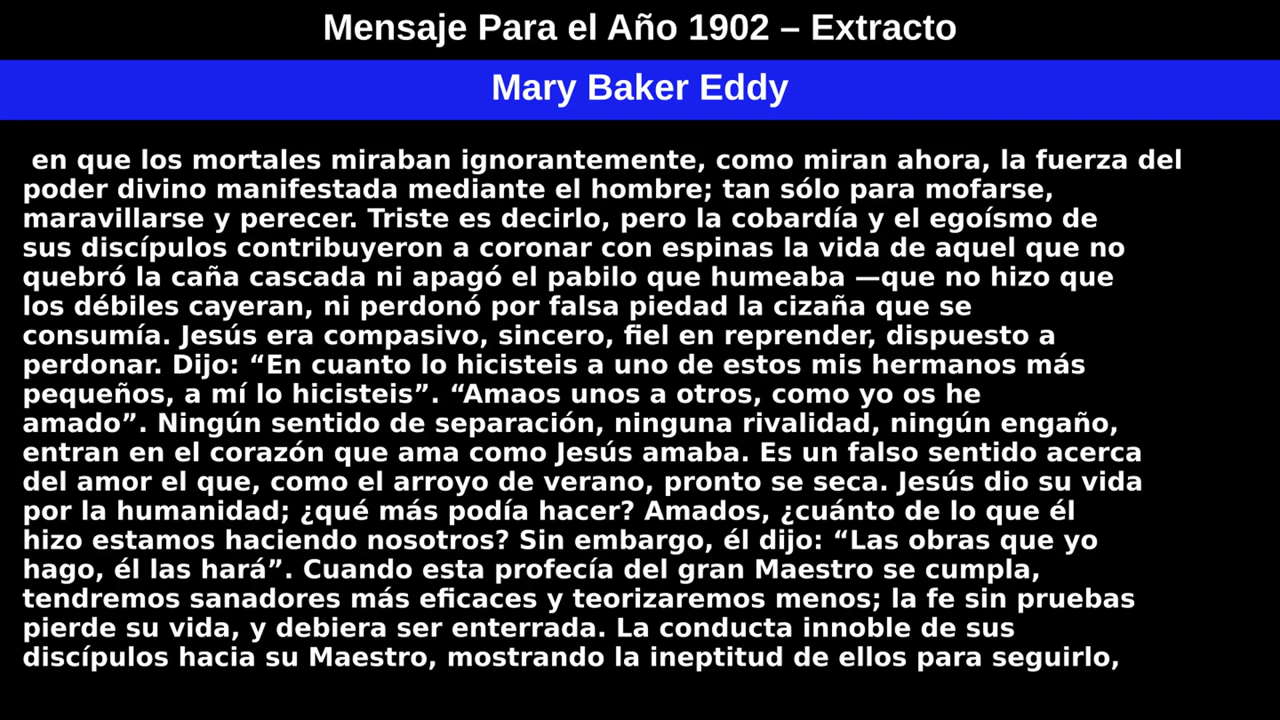 Mensaje Para el Año 1902 – Extracto
Mary Baker Eddy
en que los mortales miraban ignorantemente, como miran ahora, la fuerza del
poder divino manifestada mediante el hombre; tan sólo para mofarse,
maravillarse y perecer. Triste es decirlo, pero la cobardía y el egoísmo de
sus discípulos contribuyeron a coronar con espinas la vida de aquel que no
quebró la caña cascada ni apagó el pabilo que humeaba —que no hizo que
los débiles cayeran, ni perdonó por falsa piedad la cizaña que se
consumía. Jesús era compasivo, sincero, fiel en reprender, dispuesto a
perdonar. Dijo: “En cuanto lo hicisteis a uno de estos mis hermanos más
pequeños, a mí lo hicisteis”. “Amaos unos a otros, como yo os he
amado”. Ningún sentido de separación, ninguna rivalidad, ningún engaño,
entran en el corazón que ama como Jesús amaba. Es un falso sentido acerca
del amor el que, como el arroyo de verano, pronto se seca. Jesús dio su vida
por la humanidad; ¿qué más podía hacer? Amados, ¿cuánto de lo que él
hizo estamos haciendo nosotros? Sin embargo, él dijo: “Las obras que yo
hago, él las hará”. Cuando esta profecía del gran Maestro se cumpla,
tendremos sanadores más eficaces y teorizaremos menos; la fe sin pruebas
pierde su vida, y debiera ser enterrada. La conducta innoble de sus
discípulos hacia su Maestro, mostrando la ineptitud de ellos para seguirlo,